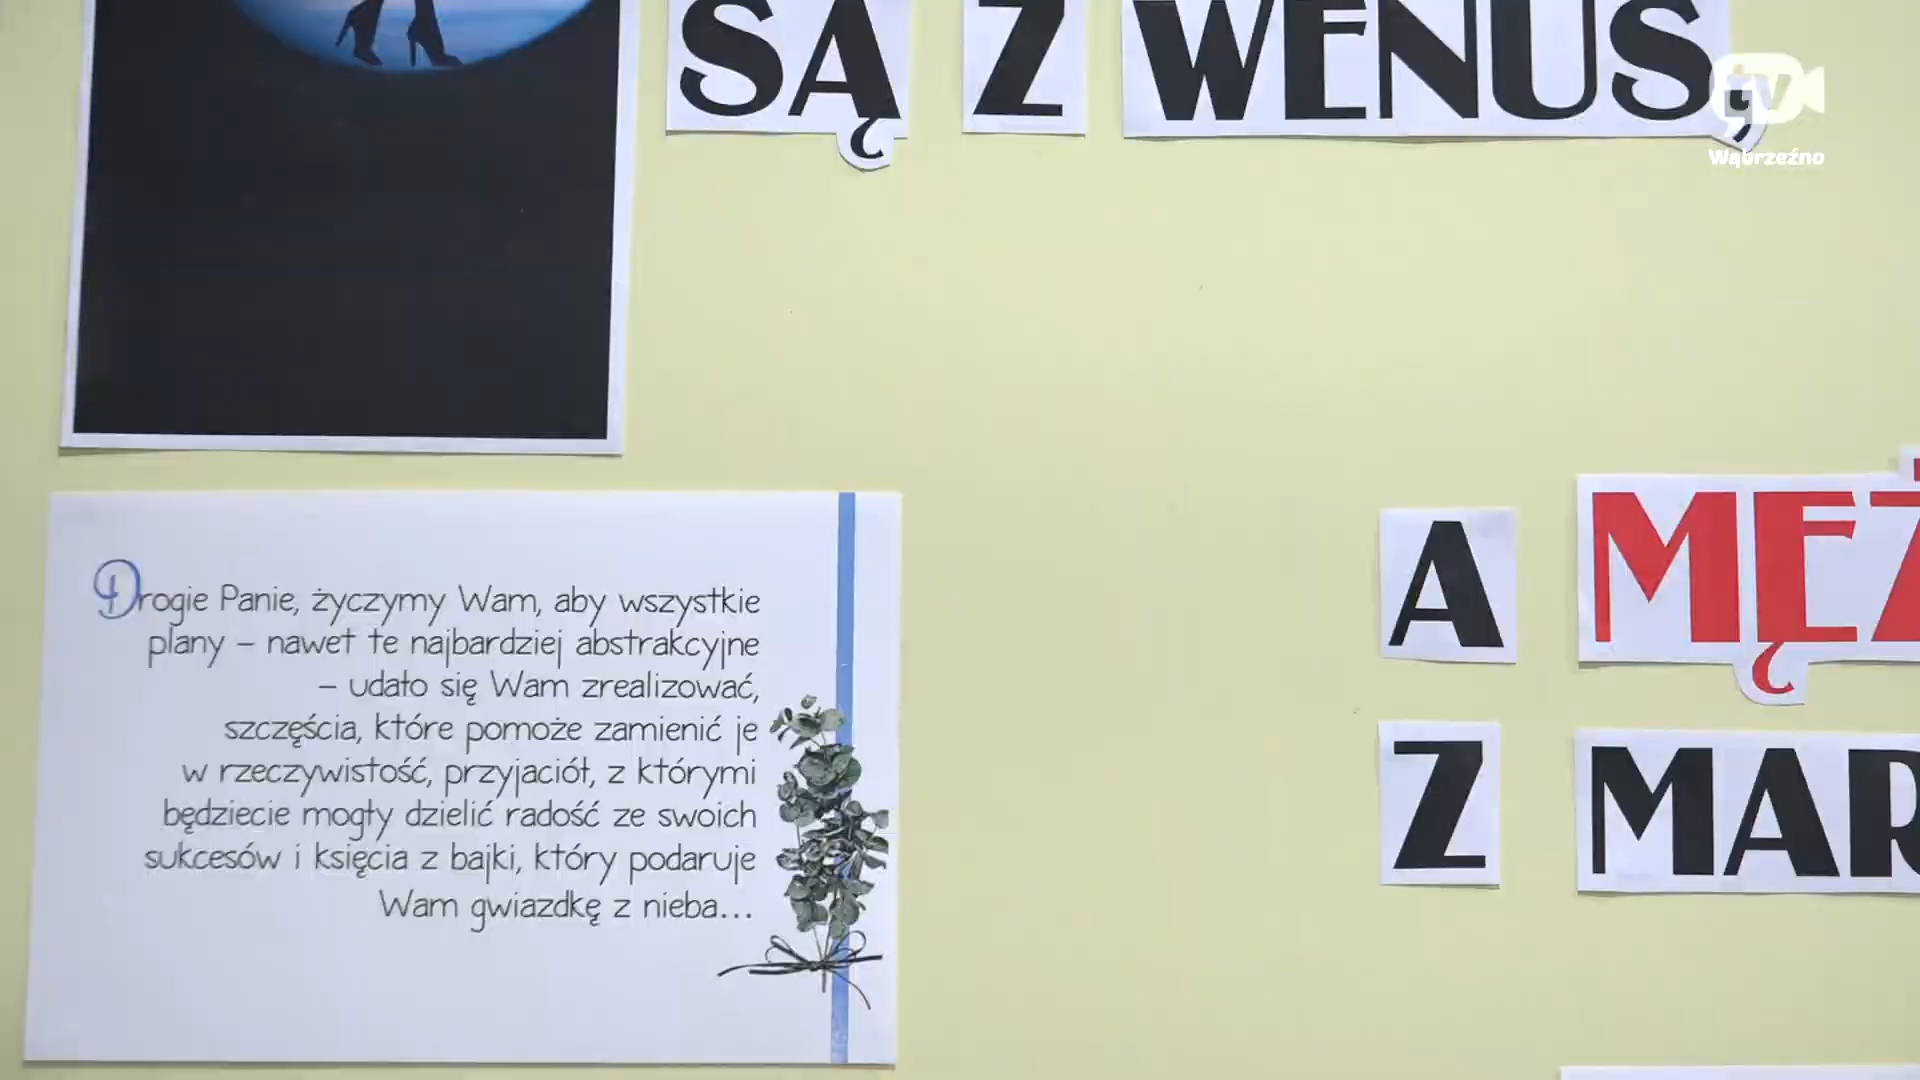 SĄ Z WENUS,
tv
Wąbrzeźno
A
Z
Drogie Panie, życzymy Wam, aby wszystkie
plany – nawet te najbardziej abstrakcyjne
– udało się Wam zrealizować,
szczęścia, które pomoże zamienić je
w rzeczywistość, przyjaciół, z którymi
będziecie mogły dzielić radość ze swoich
sukcesów i księcia z bajki, który podaruje
Wam gwiazdkę z nieba...